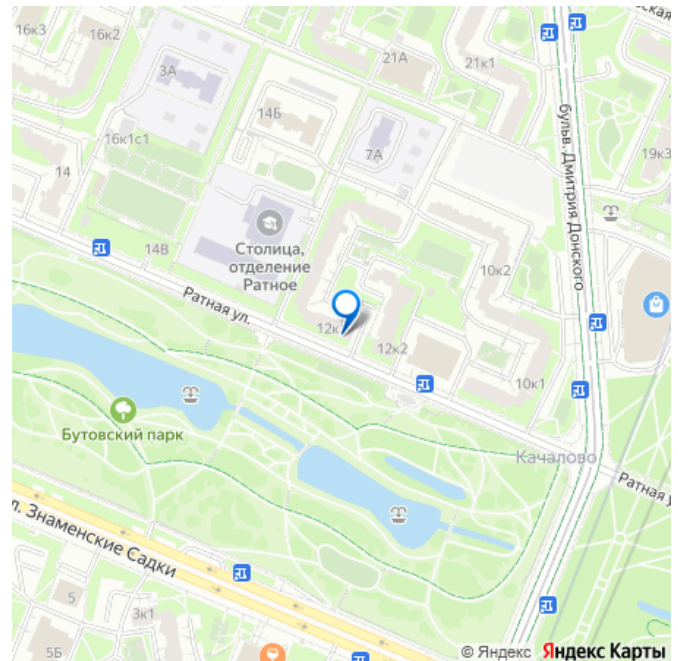 ская
16к3
16к2
21А
21к1
3А
14Б
бульв. Дмитрия Донского
16к1с1
7А
19к3
14
Столица,
отделение
Ратное
14В
10к2
Ратная ул.
12к
12к2
10к1
Бутовский парк
Качалово
Ратная у
л. Знаменские Садки
5
3к1
5Б
© Яндекс Яндекс Карты